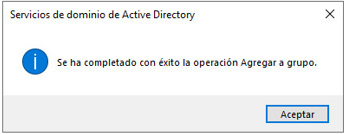 Servicios de dominio de Active Directory
Se ha completado con éxito la operación Agregar a grupo.
Aceptar